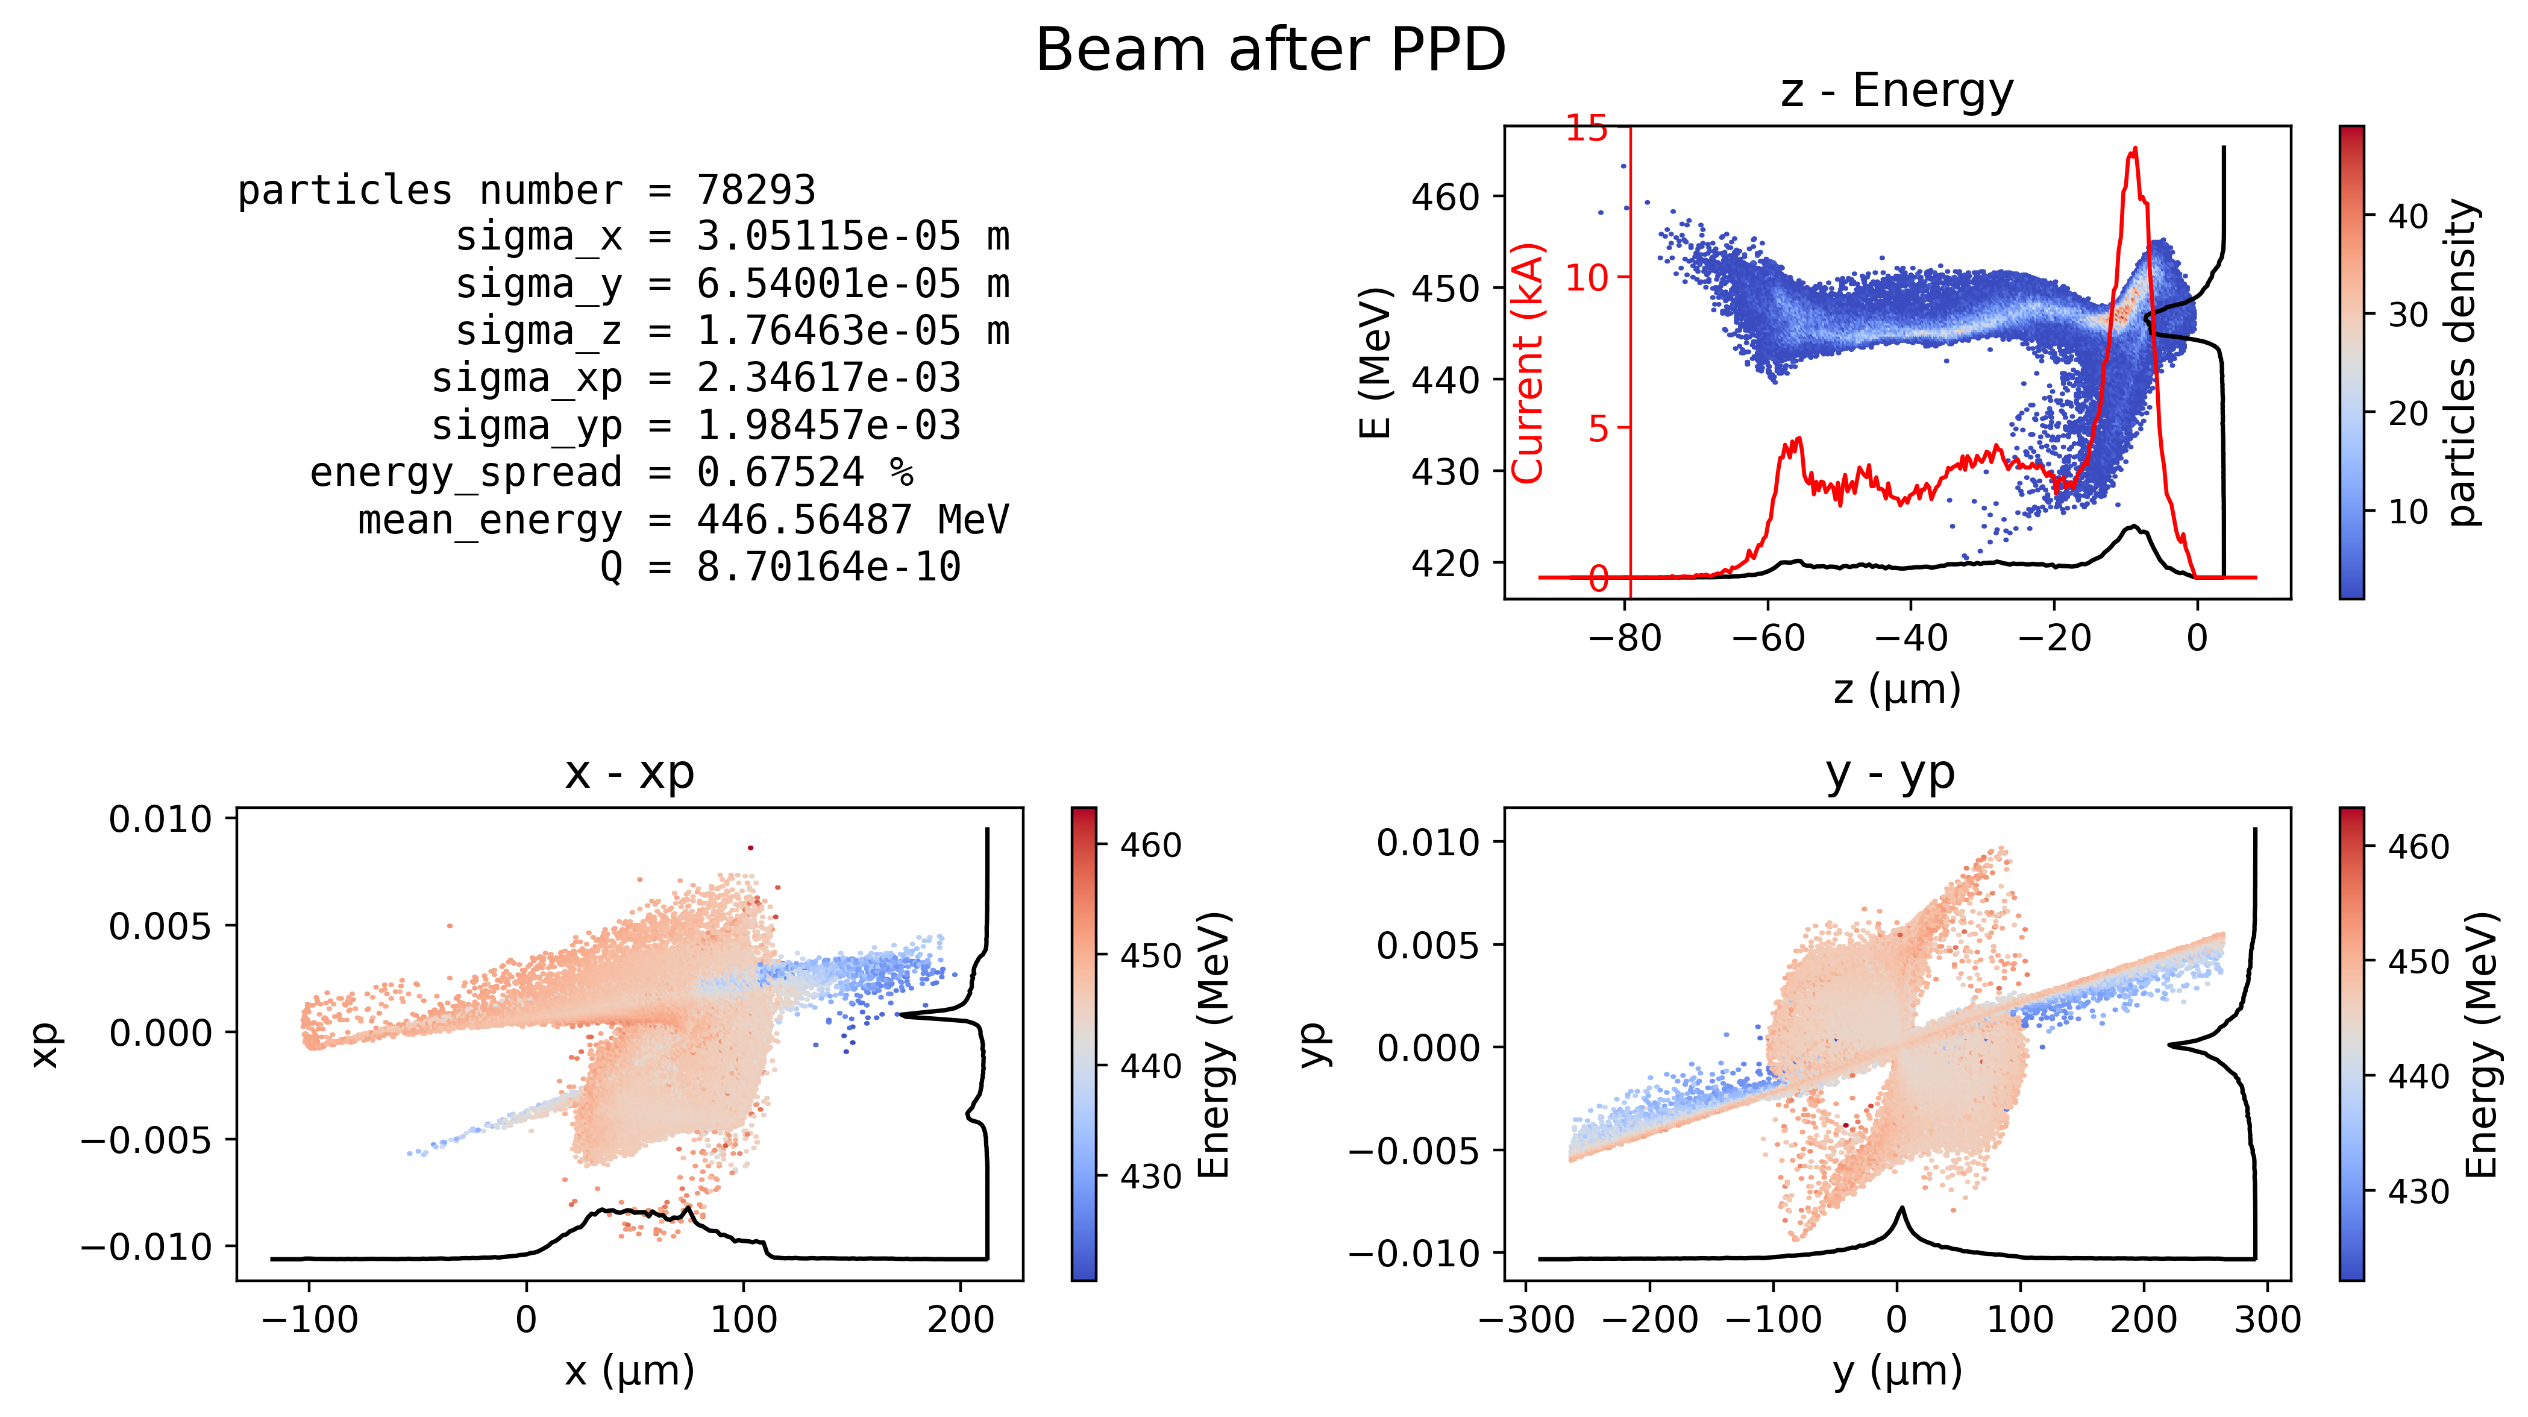 Beam after PPD
particles number = 78293
sigma_x = 3.05115e-05 m
sigma_y = 6.54001e-05 m
sigma_z = 1.76463e-05 m
sigma_xp = 2.34617e-03
sigma_yp = 1.98457e-03
energy_spread = 0.67524 %
mean_energy = 446.56487 MeV
Q = 8.70164e-10
z - Energy
E (MeV)
460
450
440
430
420
Current (kA)
15
10
5
0
−80 −60 −40 −20 0
z (μm)
40
30
20
10
particles density
x - xp
xp
0.010
0.005
0.000
−0.005
−0.010
−100 0 100 200
x (μm)
460
450
440
430
Energy (MeV)
y - yp
yp
0.010
0.005
0.000
−0.005
−0.010
−300 −200 −100 0 100 200 300
y (μm)
460
450
440
430
Energy (MeV)